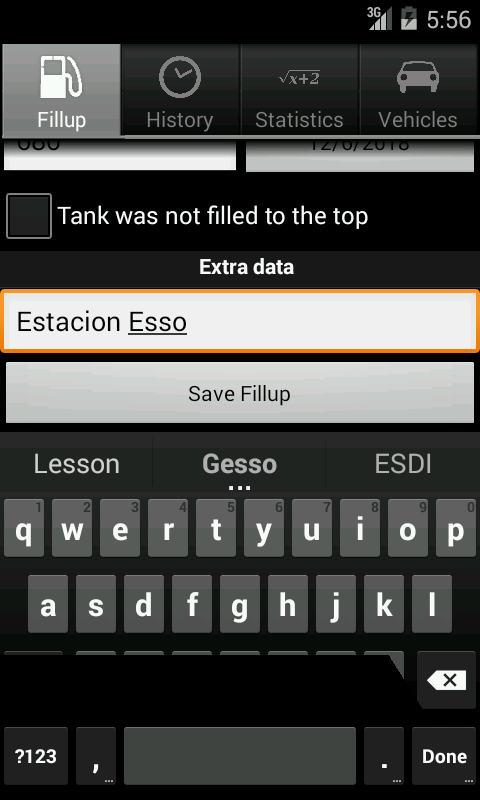 3G 5:56
Fillup History √x+2 Statistics Vehicles
12/6/2018
Tank was not filled to the top
Extra data
Estacion Esso
Save Fillup
Lesson Gesso ESDI
...
1 2 3 4 5 6 7 8 9 0
q w e r t y u i o p
a s d f g h j k l
?123 , ... . ... Done ...